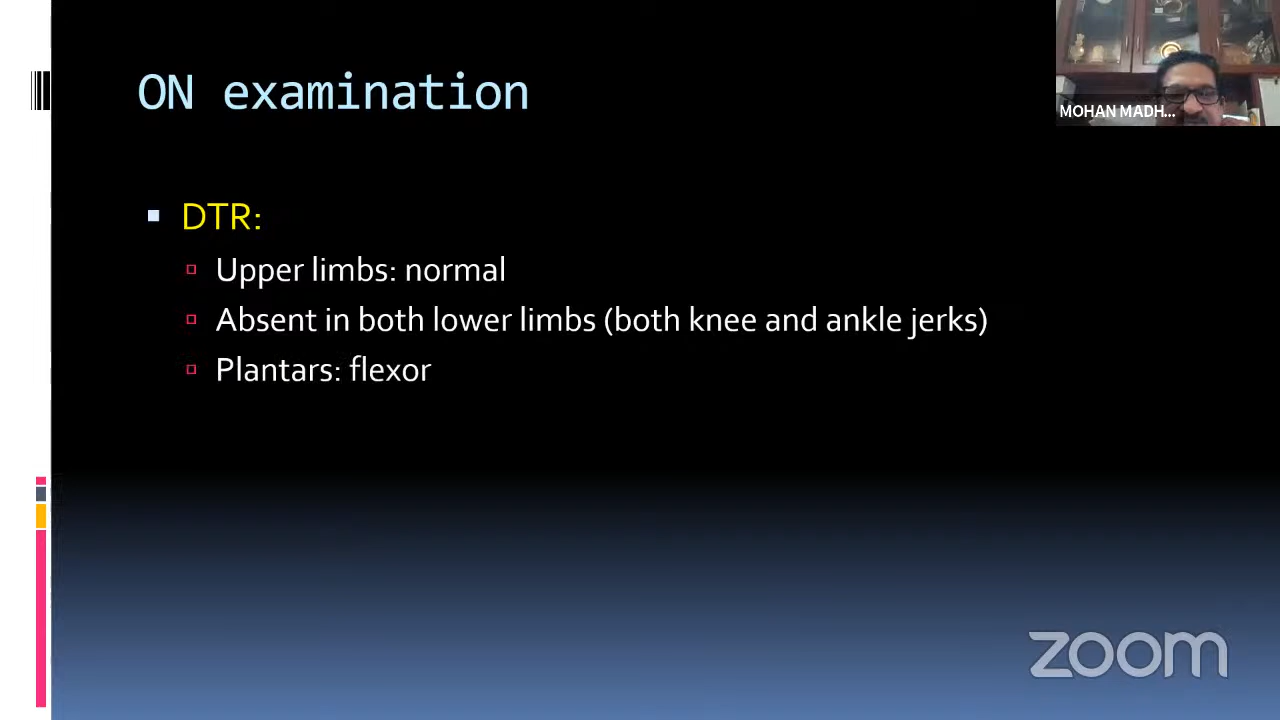 ON examination
MOHAN MADH...
DTR:
Upper limbs: normal
Absent in both lower limbs (both knee and ankle jerks)
Plantars: flexor
zoom